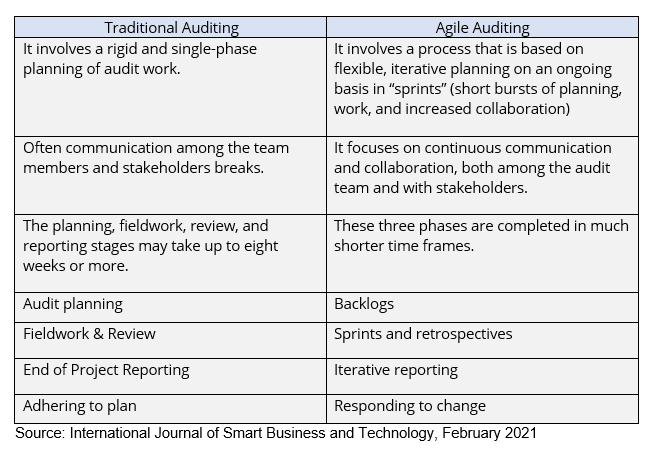 Traditional Auditing
Agile Auditing
It involves a rigid and single-phase
planning of audit work.
It involves a process that is based on
flexible, iterative planning on an ongoing
basis in “sprints” (short bursts of planning,
work, and increased collaboration)
Often communication among the team
members and stakeholders breaks.
It focuses on continuous communication
and collaboration, both among the audit
team and with stakeholders.
The planning, fieldwork, review, and
reporting stages may take up to eight
weeks or more.
These three phases are completed in much
shorter time frames.
Audit planning
Backlogs
Fieldwork & Review
Sprints and retrospectives
End of Project Reporting
Iterative reporting
Adhering to plan
Responding to change
Source: International Journal of Smart Business and Technology, February 2021